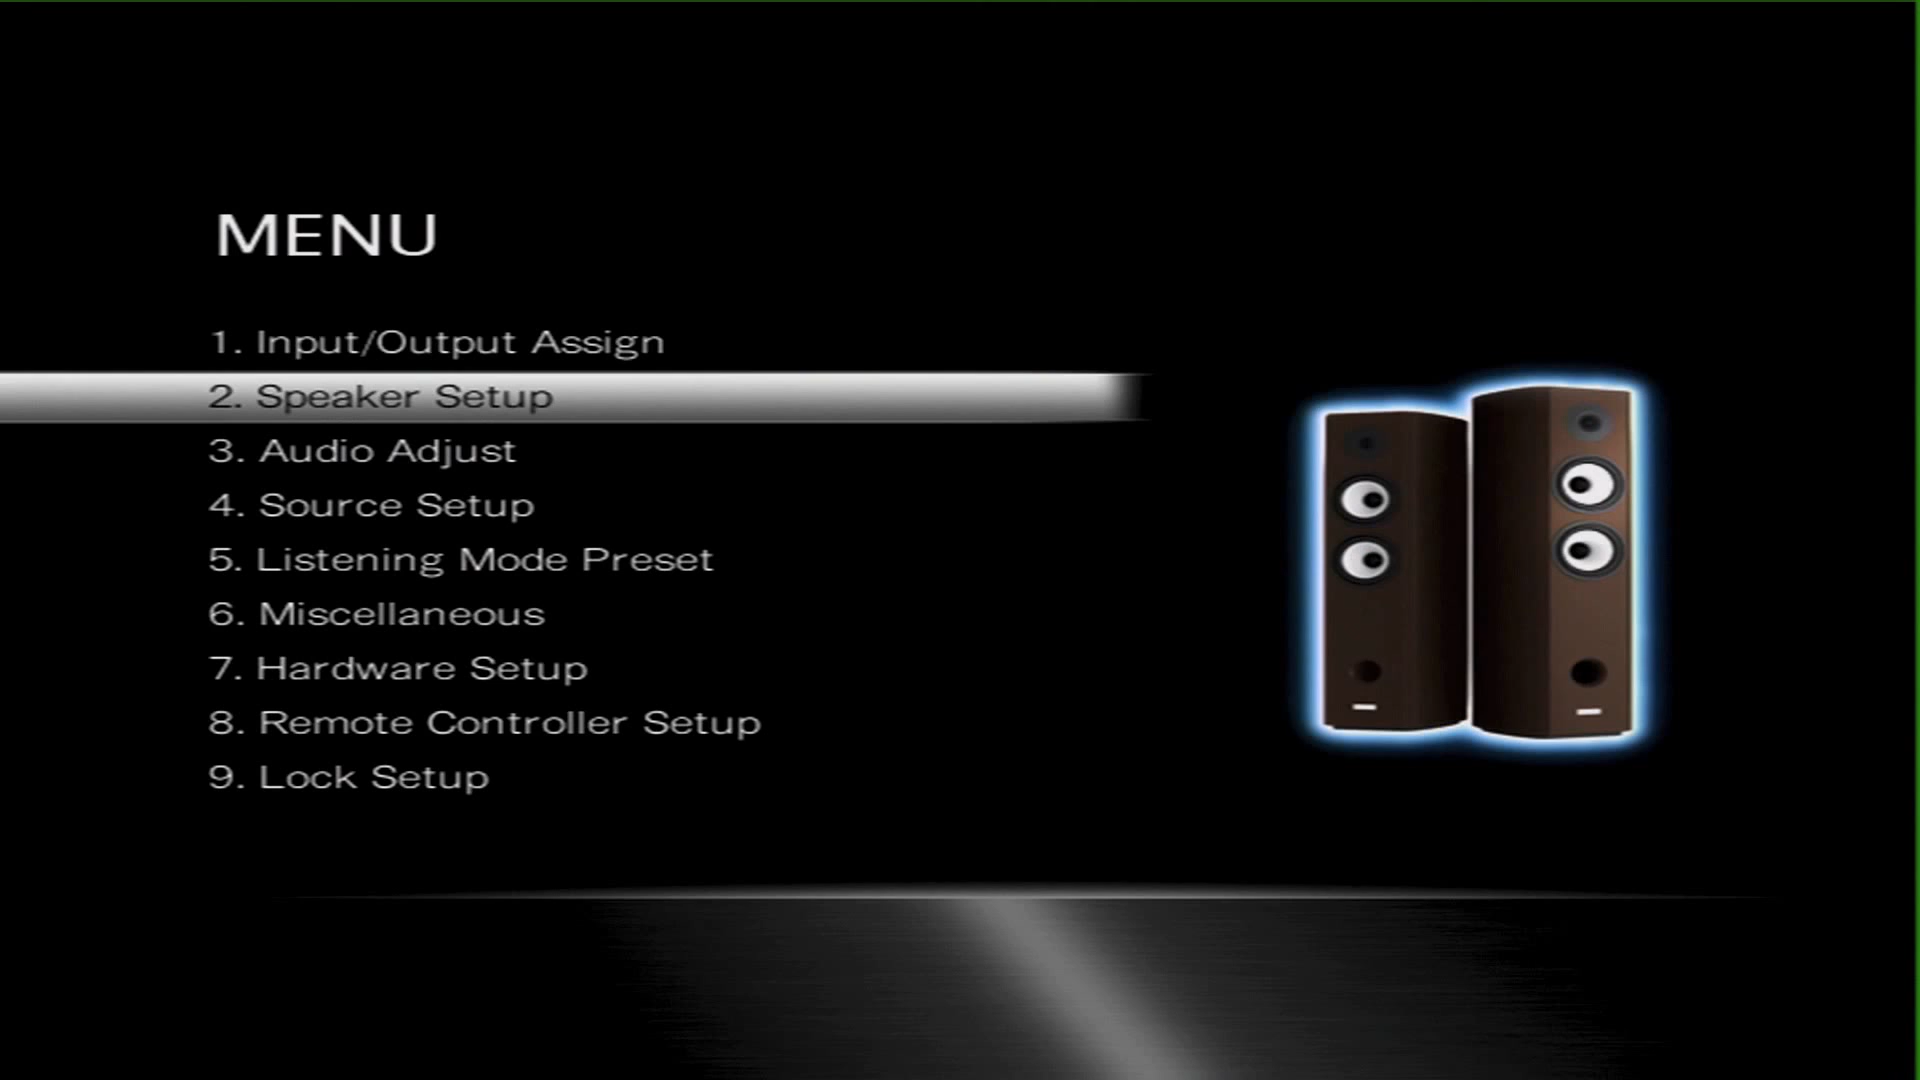 MENU
1. Input/Output Assign
2. Speaker Setup
3. Audio Adjust
4. Source Setup
5. Listening Mode Preset
6. Miscellaneous
7. Hardware Setup
8. Remote Controller Setup
9. Lock Setup